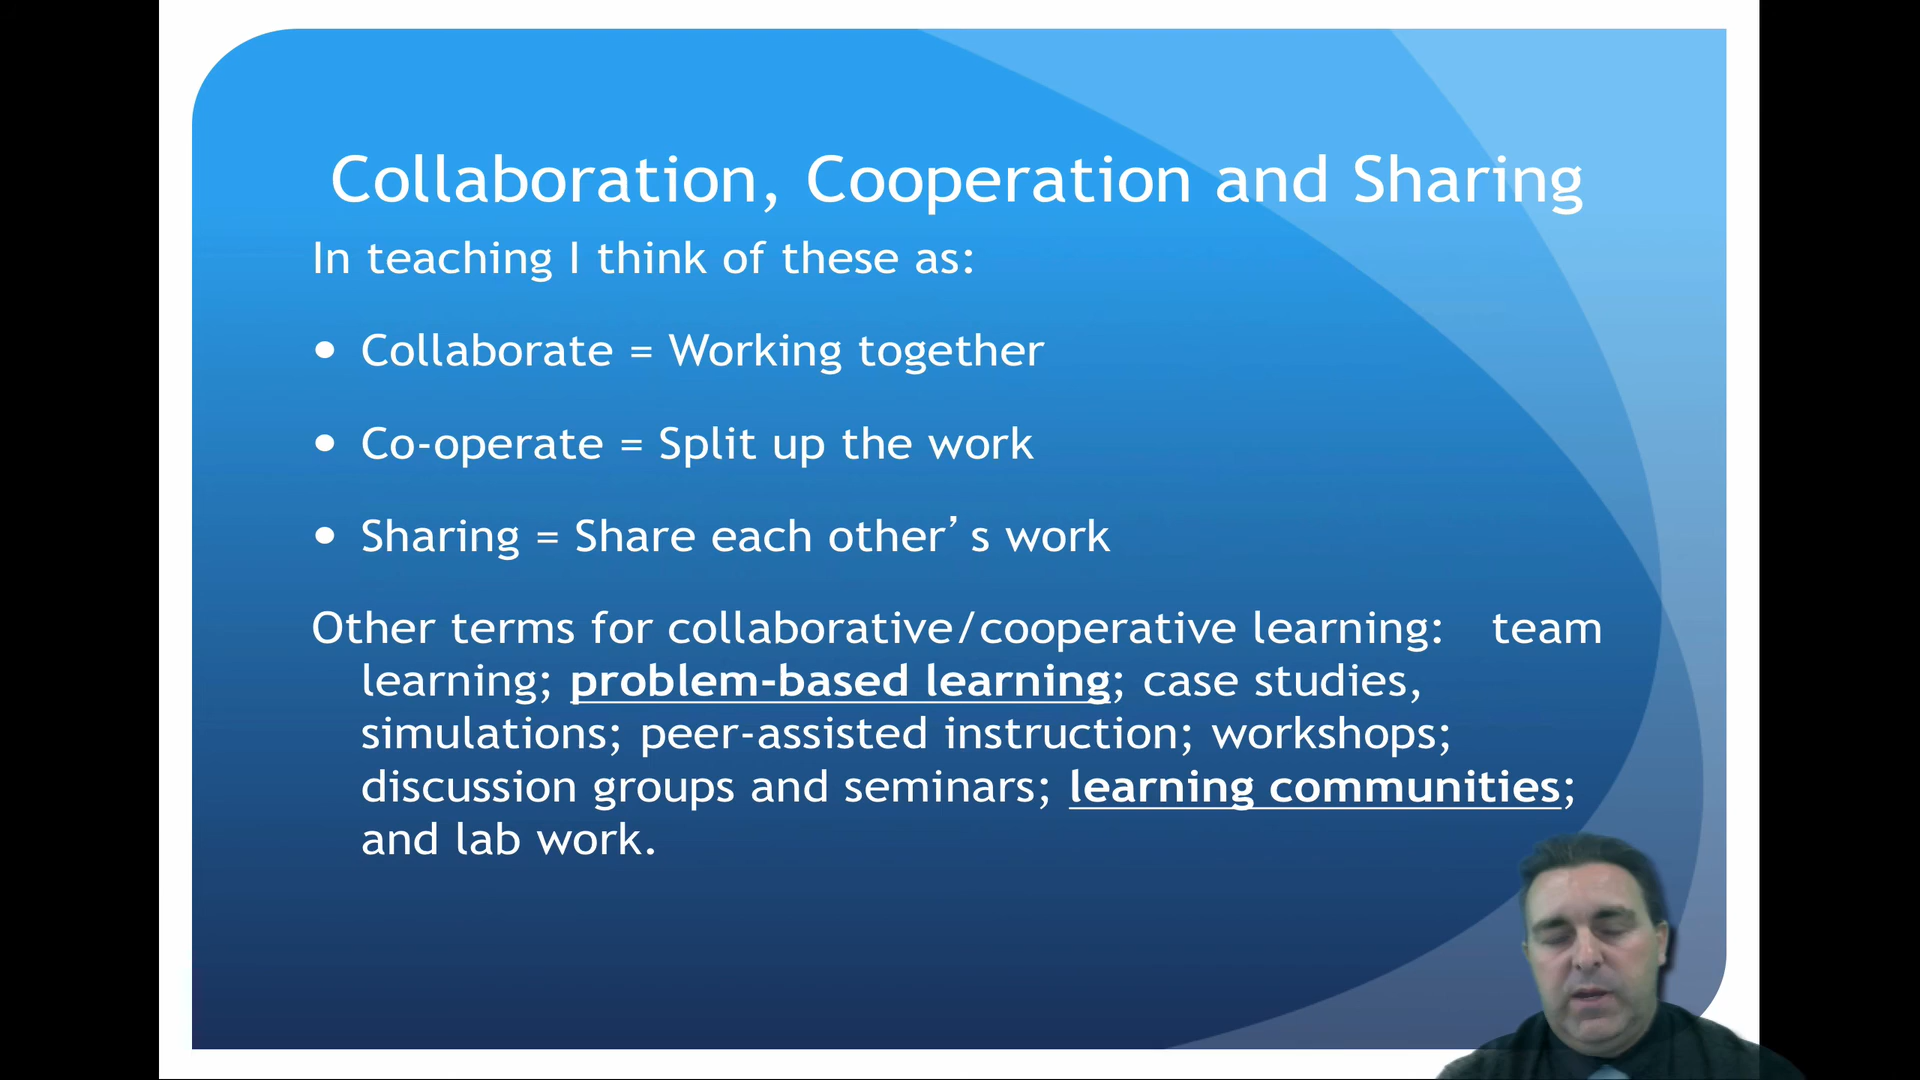 Collaboration, Cooperation and Sharing
In teaching I think of these as:
• Collaborate = Working together
• Co-operate = Split up the work
• Sharing = Share each other’s work
Other terms for collaborative/cooperative learning: team
learning; problem-based learning; case studies,
simulations; peer-assisted instruction; workshops;
discussion groups and seminars; learning communities;
and lab work.